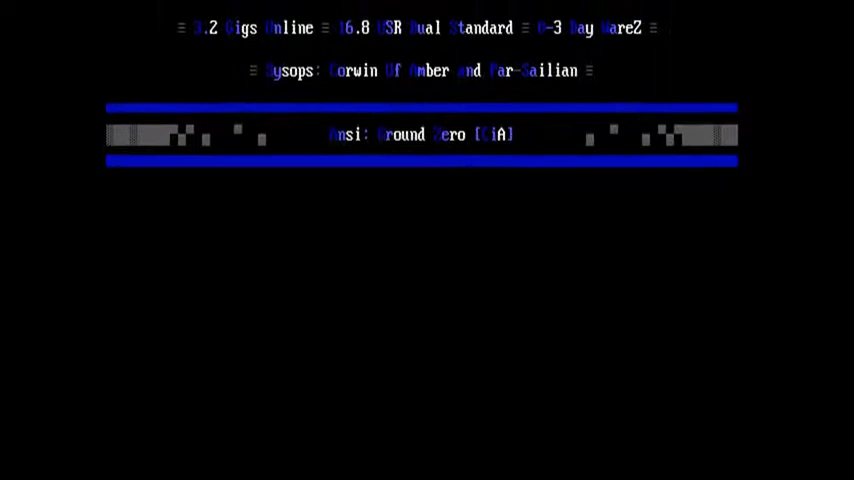 ≡ 3.2 Gigs Online ≡ 16.8 USR Dual Standard ≡ 0-3 Day WareZ ≡
≡ Sysops: Corwin Of Amber and Par-Sailian ≡
Ansi: Ground Zero [CiA]